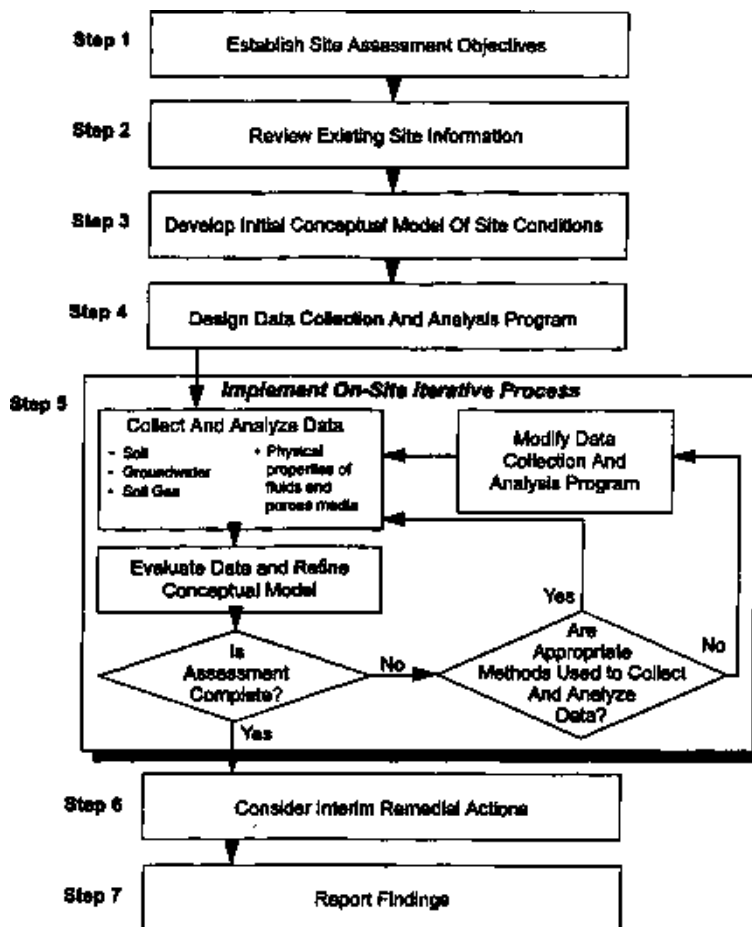 Step 1
Establish Site Assessment Objectives
Step 2
Review Existing Site Information
Step 3
Develop Initial Conceptual Model Of Site Conditions
Step 4
Design Data Collection And Analysis Program
Step 5
Implement On-Site Iterative Process
Collect And Analyze Data
- Soil
- Groundwater
• Soil Gas
• Physical
properties of
fluids and
porous media
Modify Data
Collection And
Analysis Program
Evaluate Data and Refine
Conceptual Model
Is
Assessment
Complete?
No
Yes
Are
Appropriate
Methods Used to Collect
And Analyze
Data?
Yes
No
Step 6
Consider Interim Remedial Actions
Step 7
Report Findings